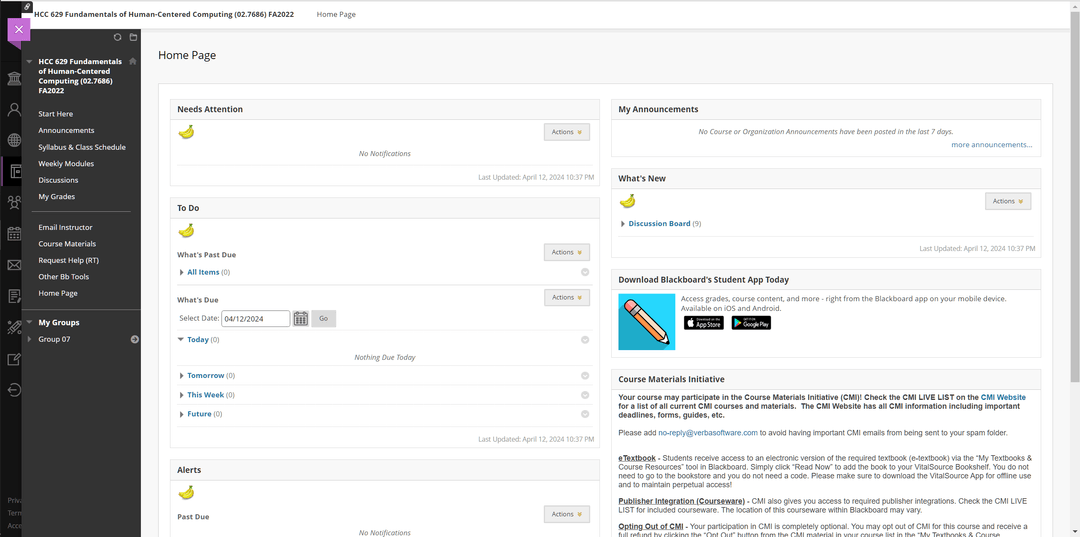 HCC 629 Fundamentals of Human-Centered Computing (02.7686) FA2022
Home Page
HCC 629 Fundamentals
of Human-Centered
Computing (02.7686)
FA2022
Start Here
Announcements
Syllabus & Class Schedule
Weekly Modules
Discussions
My Grades
Email Instructor
Course Materials
Request Help (RT)
Other Bb Tools
Home Page
My Groups
Group 07
Priva
Term
Acce
Home Page
Needs Attention
Actions
No Notifications
Last Updated: April 12, 2024 10:37 PM
To Do
What's Past Due
Actions
All Items (0)
What's Due
Actions
Select Date: 04/12/2024 Go
Today (0)
Nothing Due Today
Tomorrow (0)
This Week (0)
Future (0)
Last Updated: April 12, 2024 10:37 PM
Alerts
Past Due
Actions
No Notifications
My Announcements
No Course or Organization Announcements have been posted in the last 7 days.
more announcements...
What's New
Actions
Discussion Board (9)
Last Updated: April 12, 2024 10:37 PM
Download Blackboard's Student App Today
Access grades, course content, and more - right from the Blackboard app on your mobile device.
Available on iOS and Android.
App Store
Google Play
Course Materials Initiative
Your course may participate in the Course Materials Initiative (CMI)! Check the CMI LIVE LIST on the CMI Website
for a list of all current CMI courses and materials. The CMI Website has all CMI information including important
deadlines, forms, guides, etc.
Please add no-reply@verbasoftware.com to avoid having important CMI emails from being sent to your spam folder.
eTextbook - Students receive access to an electronic version of the required textbook (e-textbook) via the "My Textbooks &
Course Resources" tool in Blackboard. Simply click "Read Now" to add the book to your VitalSource Bookshelf. You do not
need to go to the bookstore and you do not need a code. Please make sure to download the VitalSource App for offline use
and to maintain perpetual access!
Publisher Integration (Courseware) - CMI also gives you access to required publisher integrations. Check the CMI LIVE
LIST for included courseware. The location of this courseware within Blackboard may vary.
Opting Out of CMI - Your participation in CMI is completely optional. You may opt out of CMI for this course and receive a
full refund by clicking the "Opt Out" button from the CMI material in your course list in the "My Textbooks & Course